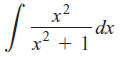 ∫ x² / (x² + 1) dx